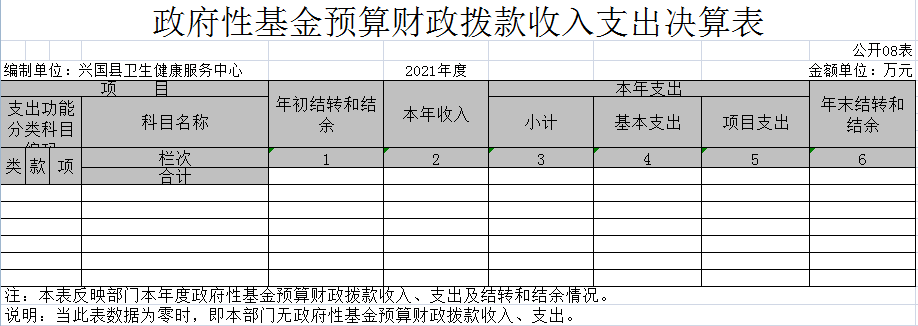 政府性基金预算财政拨款收入支出决算表
公开08表
编制单位：兴国县卫生健康服务中心 2021年度 金额单位：万元
项 目 年初结转和结余 本年收入 本年支出 年末结转和结余
支出功能分类科目编码 科目名称 小计 基本支出 项目支出
类 款 项 栏次 1 2 3 4 5 6
合计
注：本表反映部门本年度政府性基金预算财政拨款收入、支出及结转和结余情况。
说明：当此表数据为零时，即本部门无政府性基金预算财政拨款收入、支出。